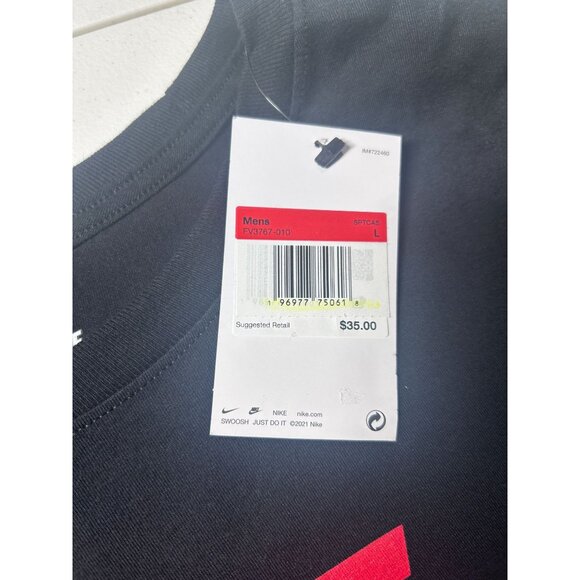 IM#722460
Mens SPTCAS
FV3767-010 L
1 96977 75061 8
Suggested Retail $35.00
NIKE nike.com
SWOOSH JUST DO IT ©2021 Nike